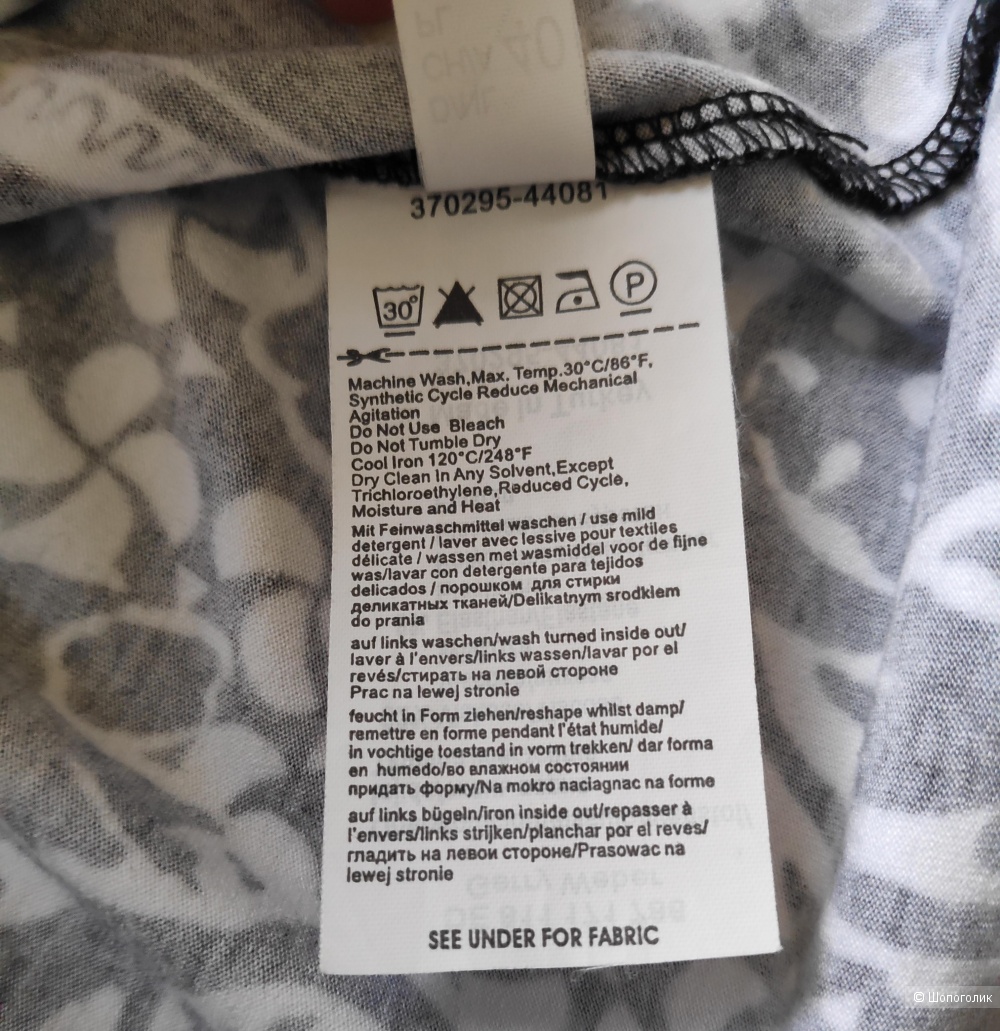 370295-44081
30°
P
Machine Wash,Max. Temp.30°C/86°F,
Synthetic Cycle Reduce Mechanical
Agitation
Do Not Use Bleach
Do Not Tumble Dry
Cool Iron 120°C/248°F
Dry Clean In Any Solvent,Except
Trichloroethylene,Reduced Cycle,
Moisture and Heat
Mit Feinwaschmittel waschen / use mild
detergent / laver avec lessive pour textiles
délicate / wassen met wasmiddel voor de fijne
was/lavar con detergente para tejidos
delicados / порошком для стирки
деликатных тканей/Delikatnym srodkiem
do prania
auf links waschen/wash turned inside out/
laver à l'envers/links wassen/lavar por el
revés/стирать на левой стороне
Prac na lewej stronie
feucht in Form ziehen/reshape whilst damp/
remettre en forme pendant l'état humide/
in vochtige toestand in vorm trekken/ dar forma
en humedo/во влажном состоянии
придать форму/Na mokro naciagnac na forme
auf links bügeln/iron inside out/repasser à
l'envers/links strijken/planchar por el reves/
гладить на левои стороне/Prasowac na
lewej stronie
SEE UNDER FOR FABRIC
© Шопоголик